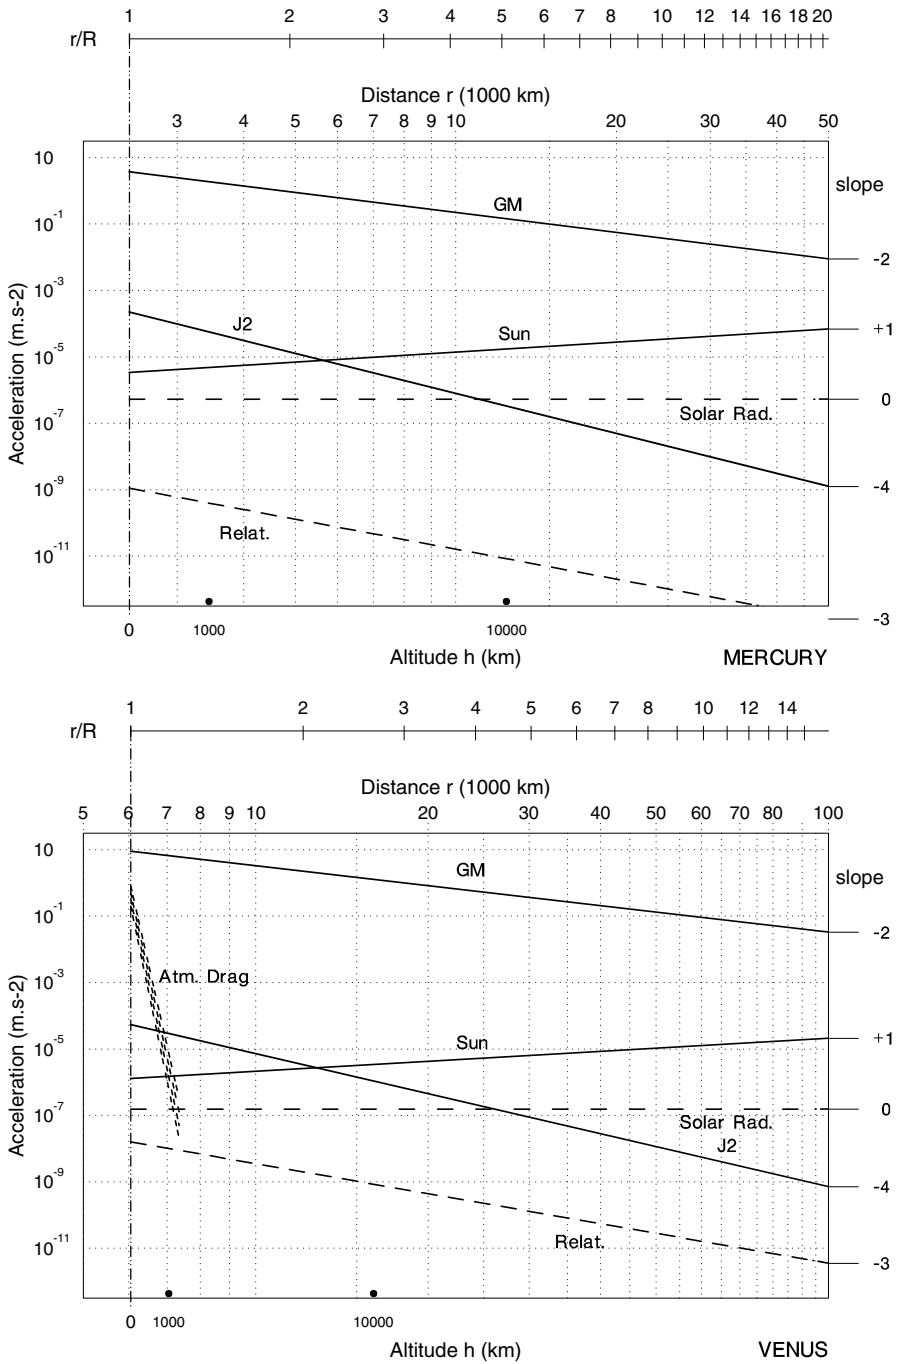 1 2 3 4 5 6 7 8 10 12 14 16 18 20
r/R
Distance r (1000 km)
3 4 5 6 7 8 9 10 20 30 40 50
10
slope
GM
10-1
-2
10-3
J2
Sun
+1
10-5
Acceleration (m.s-2)
0
Solar Rad.
10-7
10-9
-4
Relat.
10-11
-3
0 1000 10000
Altitude h (km)
MERCURY
1 2 3 4 5 6 7 8 10 12 14
r/R
Distance r (1000 km)
5 6 7 8 9 10 20 30 40 50 60 70 80 100
10
GM
slope
10-1
-2
Atm. Drag
10-3
Sun
+1
10-5
Acceleration (m.s-2)
10-7
0
Solar Rad.
J2
10-9
-4
Relat.
10-11
-3
0 1000 10000
Altitude h (km)
VENUS